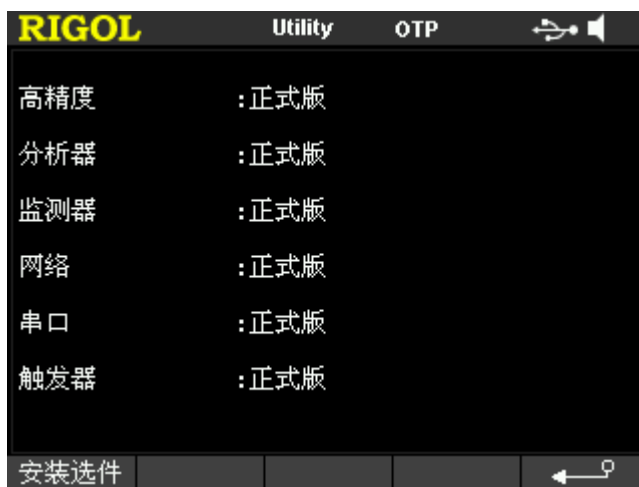 RIGOL Utility OTP
高精度 :正式版
分析器 :正式版
监测器 :正式版
网络 :正式版
串口 :正式版
触发器 :正式版
安装选件